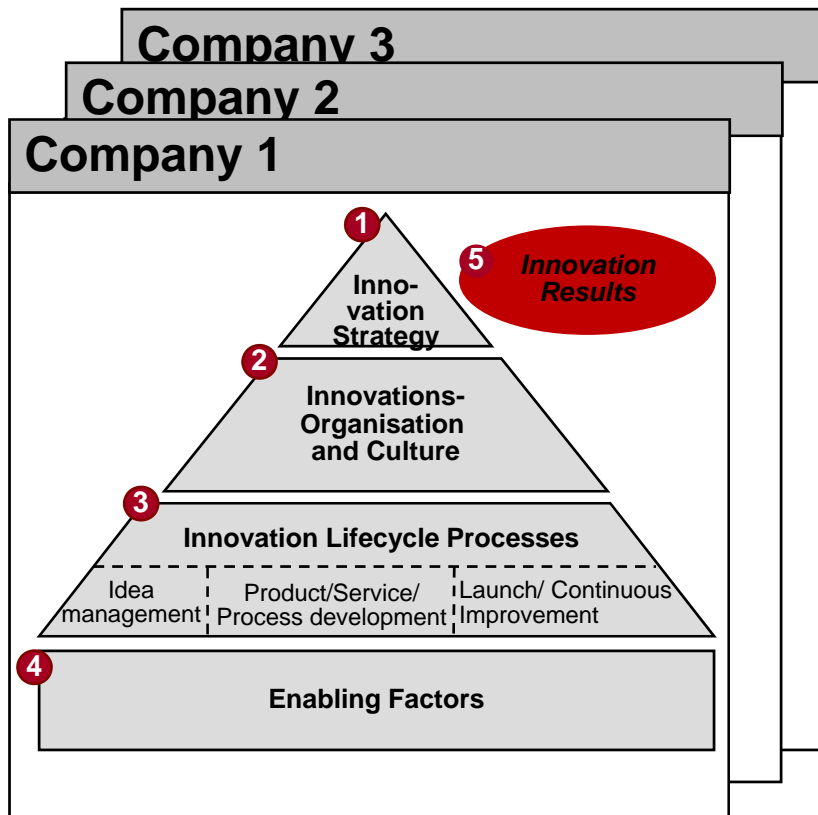 Company 3
Company 2
Company 1
1
Inno-
vation
Strategy
5
Innovation
Results
2
Innovations-
Organisation
and Culture
3
Innovation Lifecycle Processes
Idea
management
Product/Service/
Process development
Launch/ Continuous
Improvement
4
Enabling Factors